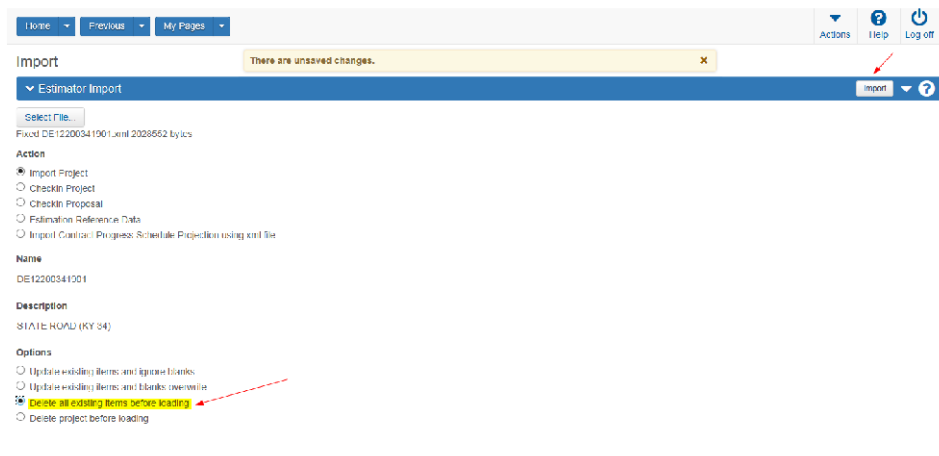 Home Previous My Pages
Actions Help Log off
Import
There are unsaved changes. ×
Estimator Import
Import
Select File...
Fixed DE12200341901.xml 2028552 bytes
Action
Import Project
Checkin Project
Checkin Proposal
Estimation Reference Data
Import Contract Progress Schedule Projection using xml file
Name
DE12200341901
Description
STATE ROAD (KY 34)
Options
Update existing items and ignore blanks
Update existing items and blanks overwrite
Delete all existing items before loading
Delete project before loading